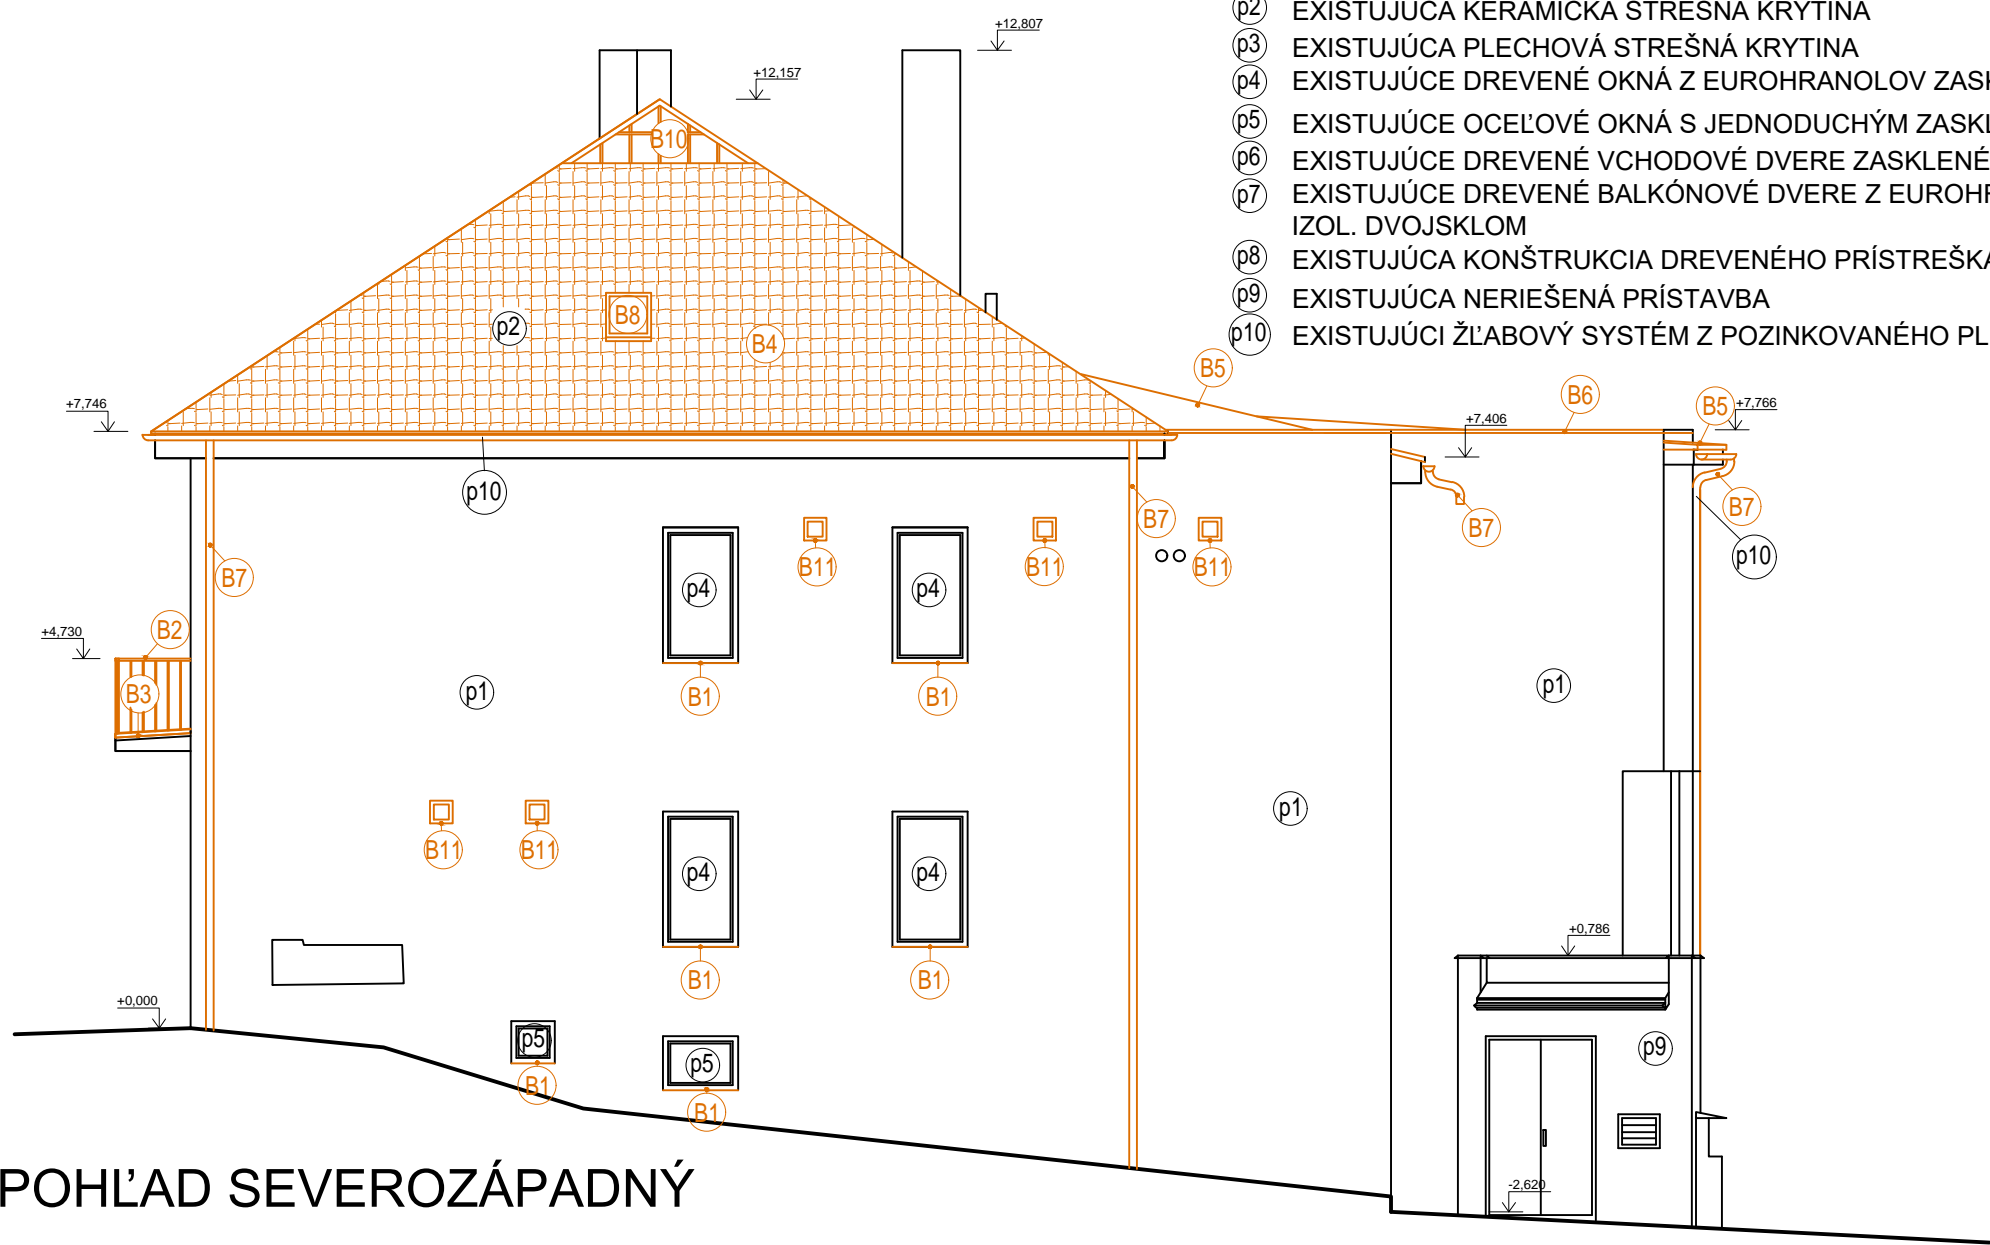 p2 EXISTUJÚCA KERAMICKÁ STREŠNÁ KRYTINA
p3 EXISTUJÚCA PLECHOVÁ STREŠNÁ KRYTINA
p4 EXISTUJÚCE DREVENÉ OKNÁ Z EUROHRANOLOV
p5 EXISTUJÚCE OCEĽOVÉ OKNÁ S JEDNODUCHÝM
p6 EXISTUJÚCE DREVENÉ VCHODOVÉ DVERE ZASKLENÉ
p7 EXISTUJÚCE DREVENÉ BALKÓNOVÉ DVERE Z
IZOL. DVOJSKLOM
p8 EXISTUJÚCA KONŠTRUKCIA DREVENÉHO PRÍSTREŠKA
p9 EXISTUJÚCA NERIEŠENÁ PRÍSTAVBA
p10 EXISTUJÚCI ŽĽABOVÝ SYSTÉM Z POZINKOVANÉHO
+12,807
+12,157
B10
B8
p2
B4
B5
B6
B5
+7,766
+7,746
+7,406
p10
B7
B7
B7
p10
B11
B11
B11
B7
p4
p4
+4,730
B2
B3
B1
B1
p1
p1
p1
B11
B11
p4
p4
B1
B1
+0,786
+0,000
p5
p5
p9
B1
B1
-2,620
POHĽAD SEVEROZÁPADNÝ